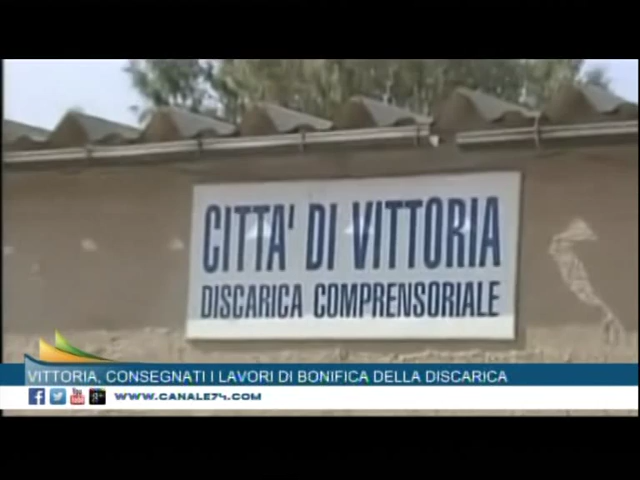 CITTA' DI VITTORIA
DISCARICA COMPRENSORIALE
VITTORIA, CONSEGNATI I LAVORI DI BONIFICA DELLA DISCARICA
WWW.CANALE74.COM